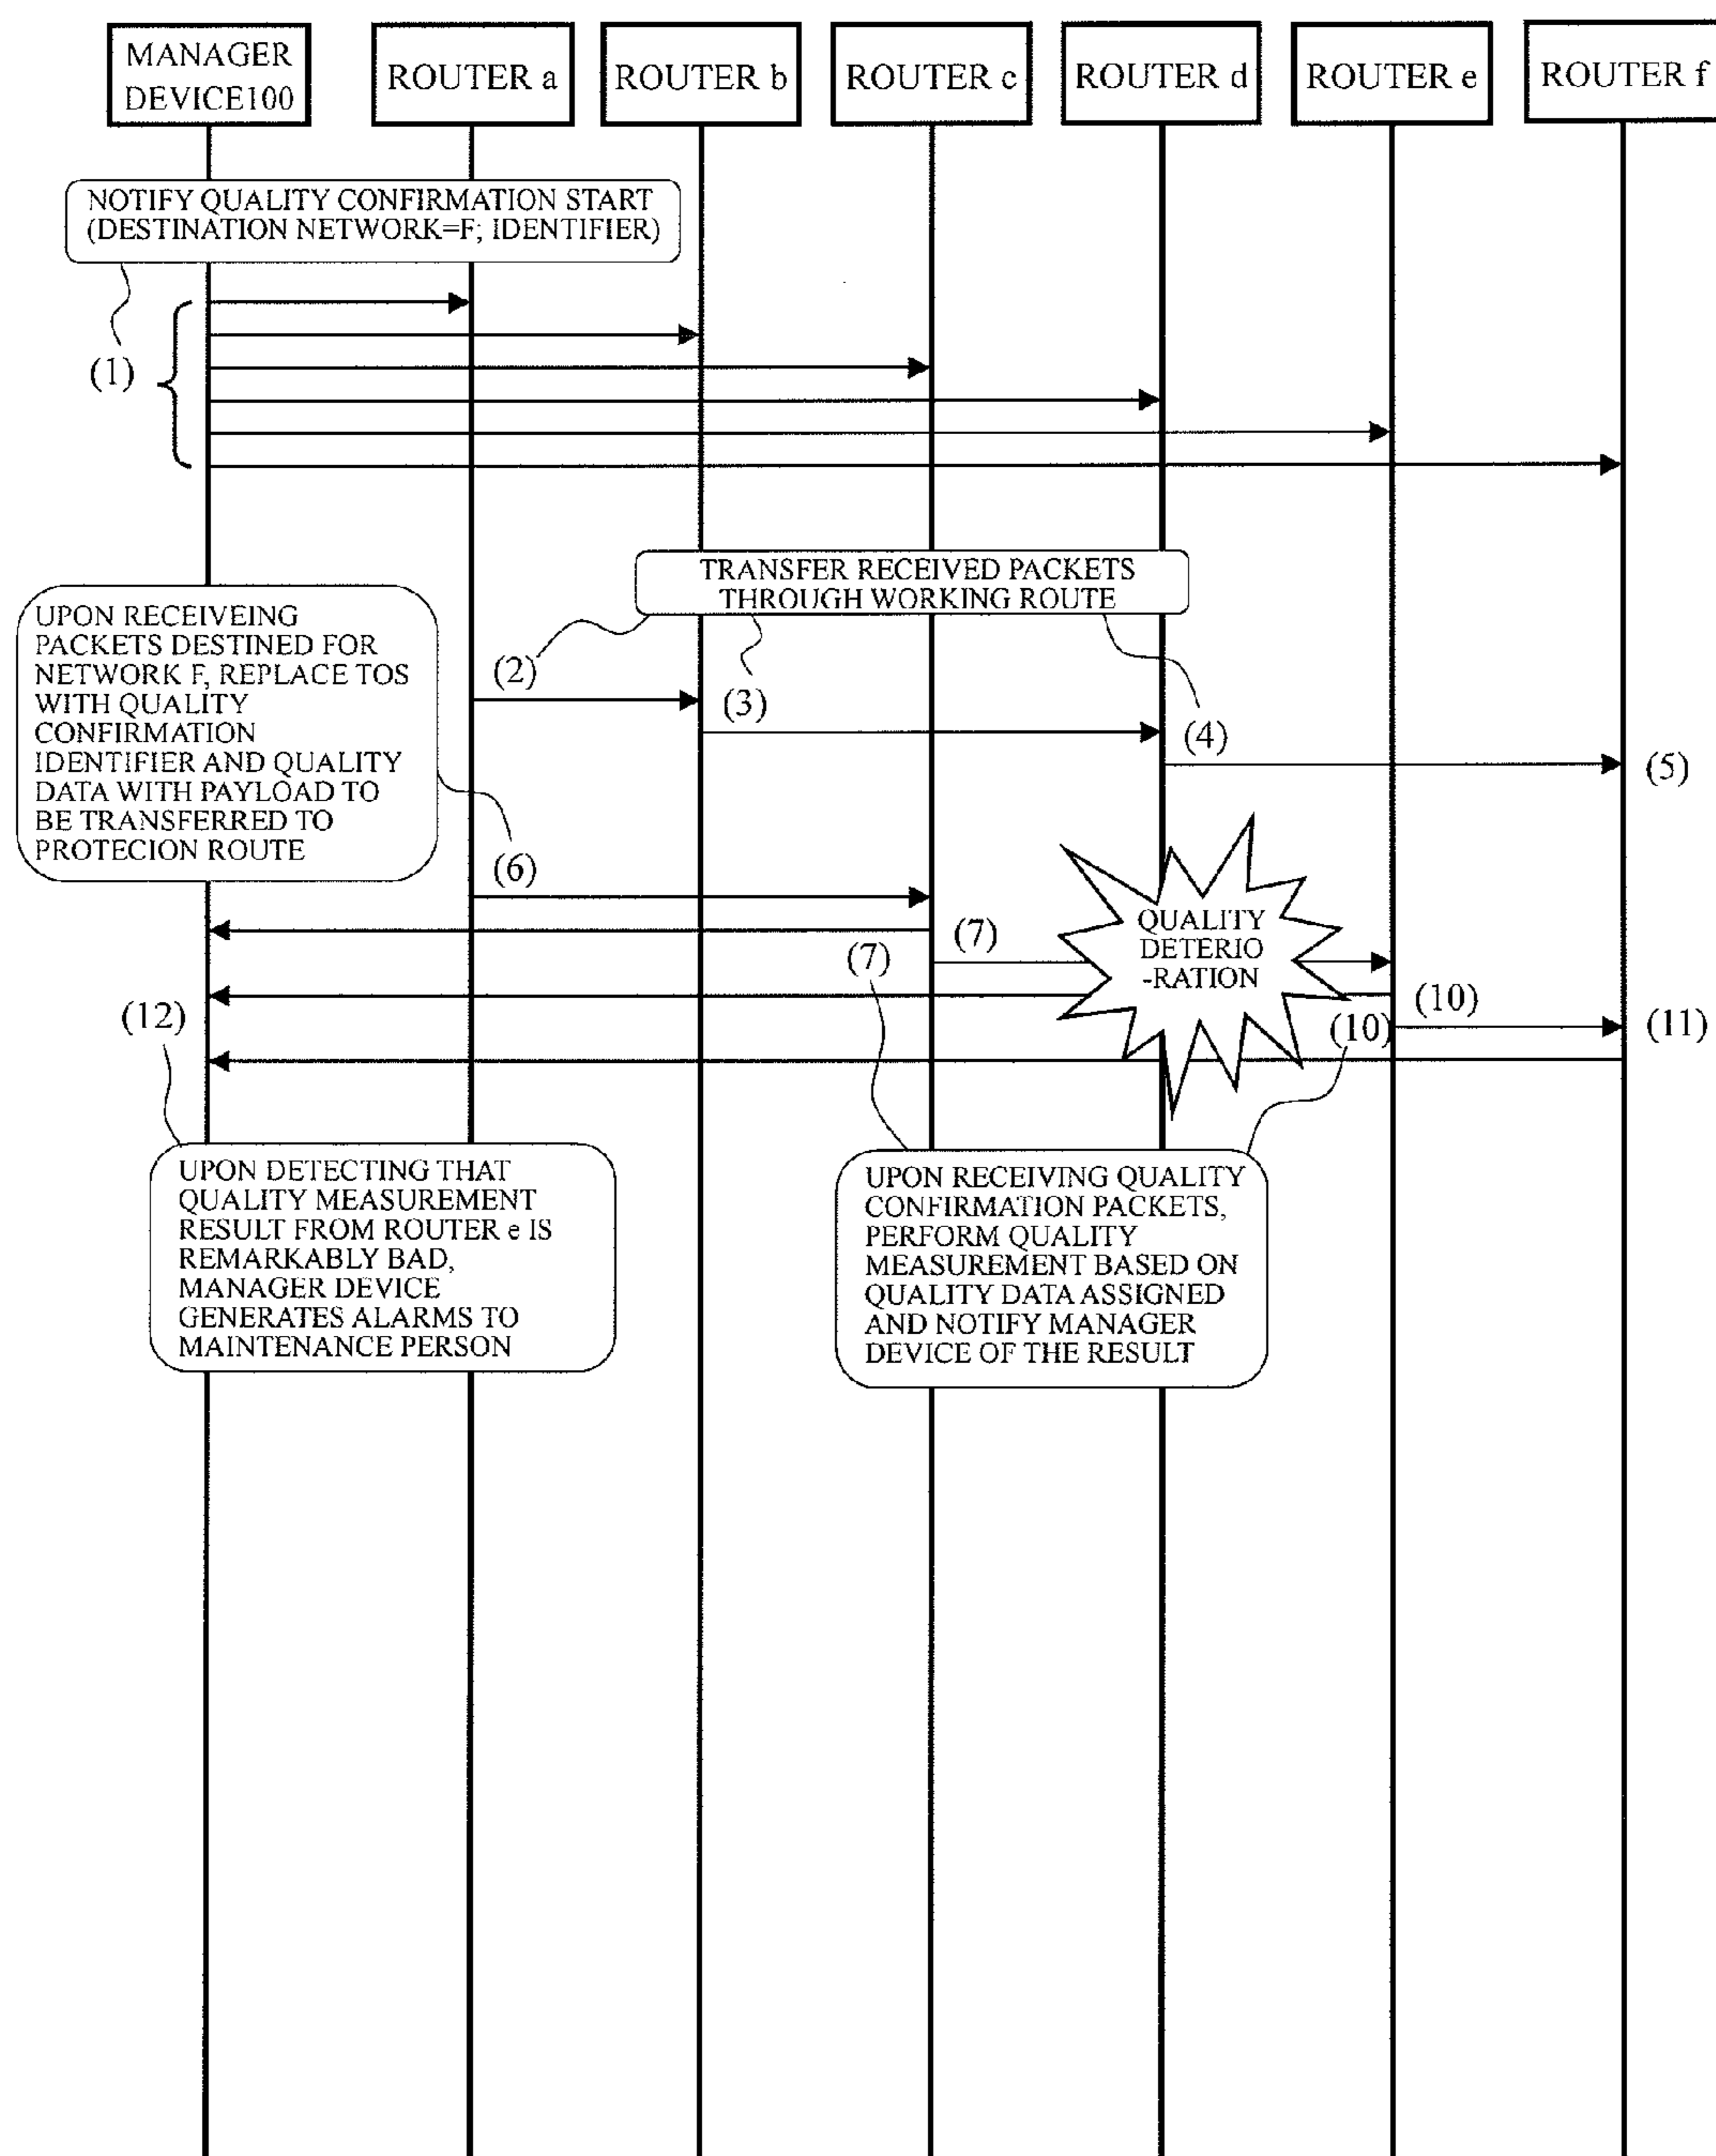 MANAGER
DEVICE100
ROUTER a
ROUTER b
ROUTER c
ROUTER d
ROUTER e
ROUTER f
NOTIFY QUALITY CONFIRMATION START
(DESTINATION NETWORK=F; IDENTIFIER)
(1)
TRANSFER RECEIVED PACKETS
THROUGH WORKING ROUTE
UPON RECEIVEING
PACKETS DESTINED FOR
NETWORK F, REPLACE TOS
WITH QUALITY
CONFIRMATION
IDENTIFIER AND QUALITY
DATA WITH PAYLOAD TO
BE TRANSFERRED TO
PROTECION ROUTE
(2)
(3)
(4)
(5)
(6)
QUALITY
DETERIO
-RATION
(7)
(7)
(10)
(10)
(11)
(12)
UPON DETECTING THAT
QUALITY MEASUREMENT
RESULT FROM ROUTER e IS
REMARKABLY BAD,
MANAGER DEVICE
GENERATES ALARMS TO
MAINTENANCE PERSON
UPON RECEIVING QUALITY
CONFIRMATION PACKETS,
PERFORM QUALITY
MEASUREMENT BASED ON
QUALITY DATA ASSIGNED
AND NOTIFY MANAGER
DEVICE OF THE RESULT